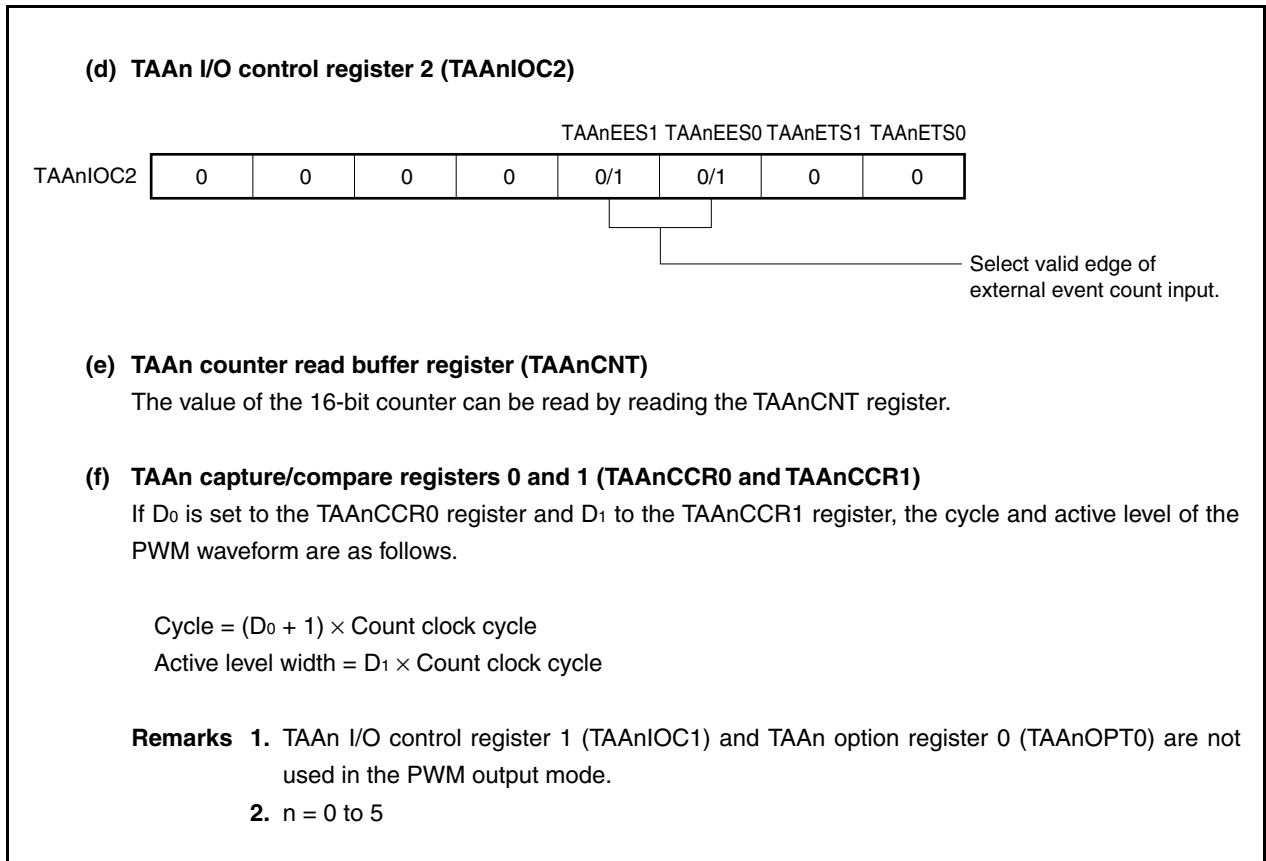 (d) TAAn I/O control register 2 (TAAnIOC2)
TAAnEES1 TAAnEES0 TAAnETS1 TAAnETS0
TAAnIOC2 0 0 0 0 0/1 0/1 0 0
Select valid edge of
external event count input.
(e) TAAn counter read buffer register (TAAnCNT)
The value of the 16-bit counter can be read by reading the TAAnCNT register.
(f) TAAn capture/compare registers 0 and 1 (TAAnCCR0 and TAAnCCR1)
If D0 is set to the TAAnCCR0 register and D1 to the TAAnCCR1 register, the cycle and active level of the
PWM waveform are as follows.
Cycle = (D0 + 1) × Count clock cycle
Active level width = D1 × Count clock cycle
Remarks 1. TAAn I/O control register 1 (TAAnIOC1) and TAAn option register 0 (TAAnOPT0) are not
used in the PWM output mode.
2. n = 0 to 5